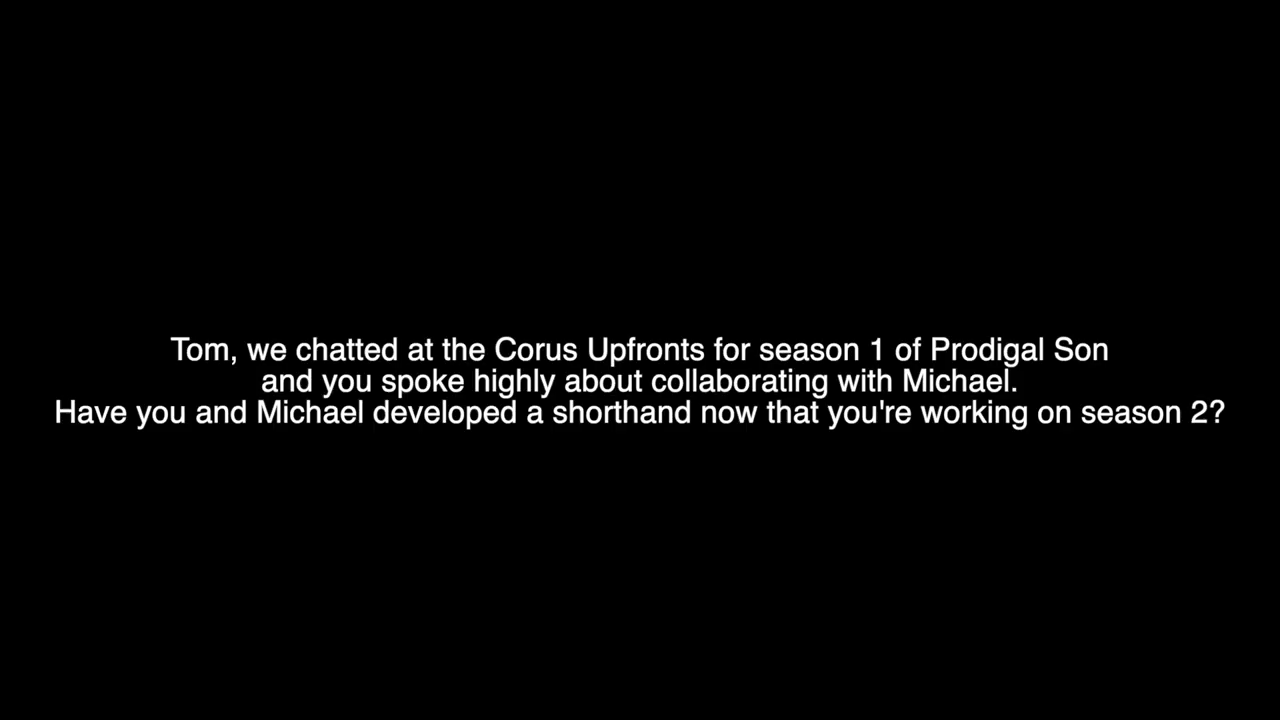 Tom, we chatted at the Corus Upfronts for season 1 of Prodigal Son
and you spoke highly about collaborating with Michael.
Have you and Michael developed a shorthand now that you're working on season 2?